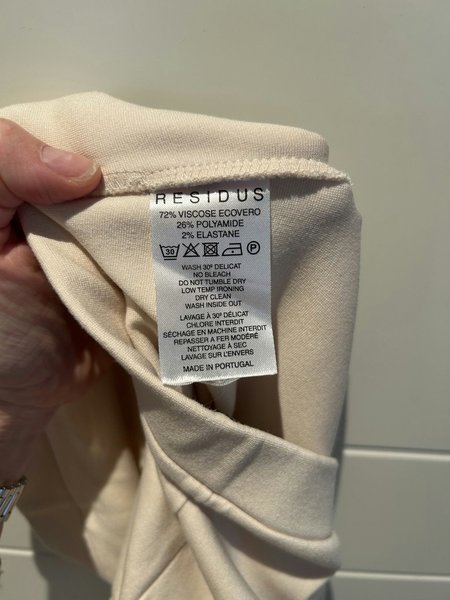 RESIDUS
72% VISCOSE ECOVERO
26% POLYAMIDE
2% ELASTANE
30 P
WASH 30º DELICAT
NO BLEACH
DO NOT TUMBLE DRY
LOW TEMP IRONING
DRY CLEAN
WASH INSIDE OUT
LAVAGE À 30º DÉLICAT
CHLORE INTERDIT
SÉCHAGE EN MACHINE INTERDIT
REPASSER A FER MODÉRÉ
NETTOYAGE À SEC
LAVAGE SUR L'ENVERS
MADE IN PORTUGAL